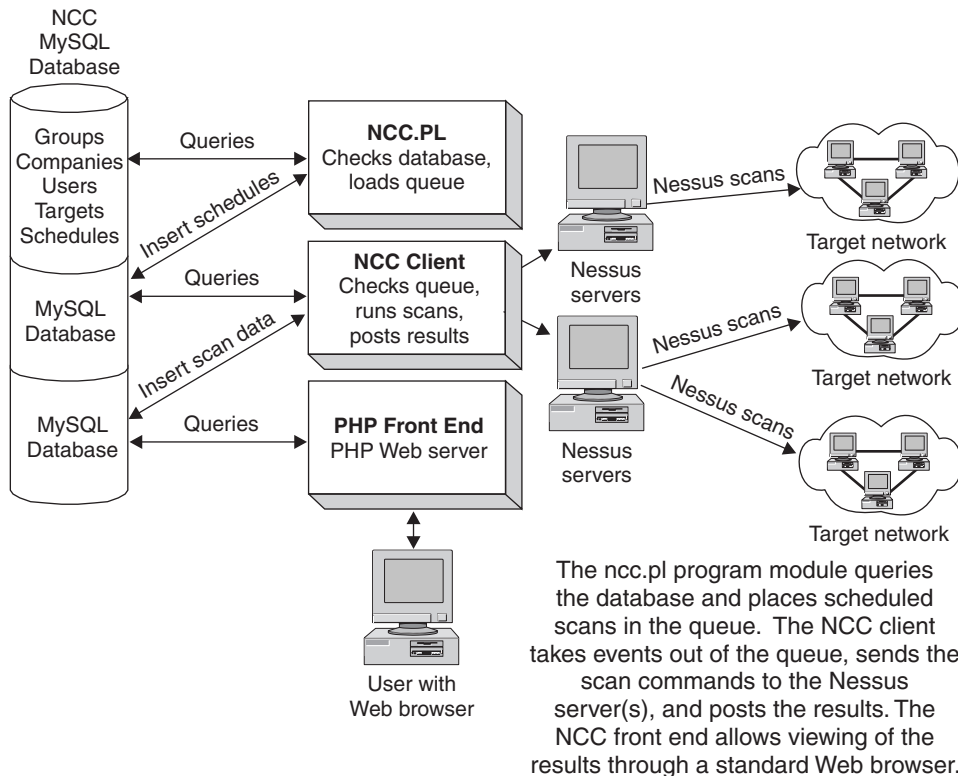 NCC
MySQL
Database
Groups
Companies
Users
Targets
Schedules
MySQL
Database
MySQL
Database
Queries
Insert schedules
Queries
Insert scan data
Queries
NCC.PL
Checks database,
loads queue
NCC Client
Checks queue,
runs scans,
posts results
PHP Front End
PHP Web server
User with
Web browser
Nessus
servers
Nessus
servers
Nessus scans
Nessus scans
Nessus scans
Target network
Target network
Target network
The ncc.pl program module queries
the database and places scheduled
scans in the queue. The NCC client
takes events out of the queue, sends the
scan commands to the Nessus
server(s), and posts the results. The
NCC front end allows viewing of the
results through a standard Web browser.